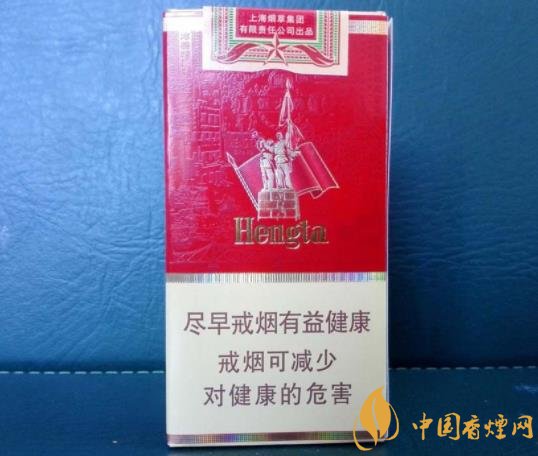 上海烟草集团
有限责任公司出品
Hengta
尽早戒烟有益健康
戒烟可减少
对健康的危害
中国香烟网